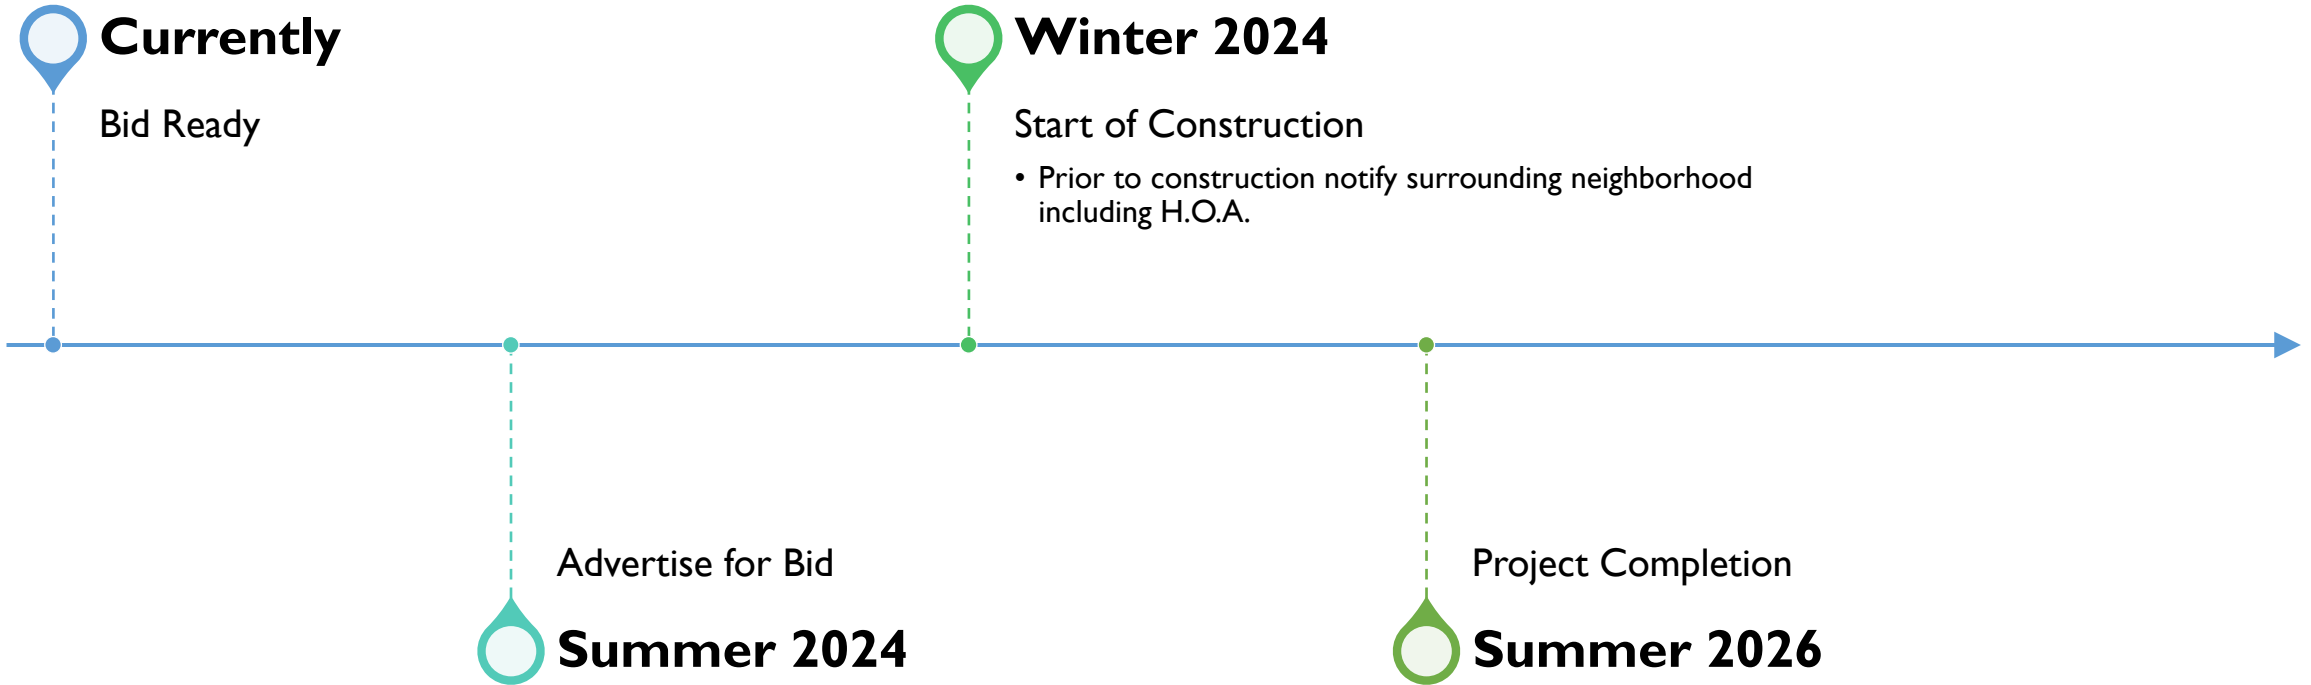 Currently
Bid Ready
Winter 2024
Start of Construction
• Prior to construction notify surrounding neighborhood
including H.O.A.
Advertise for Bid
Summer 2024
Project Completion
Summer 2026